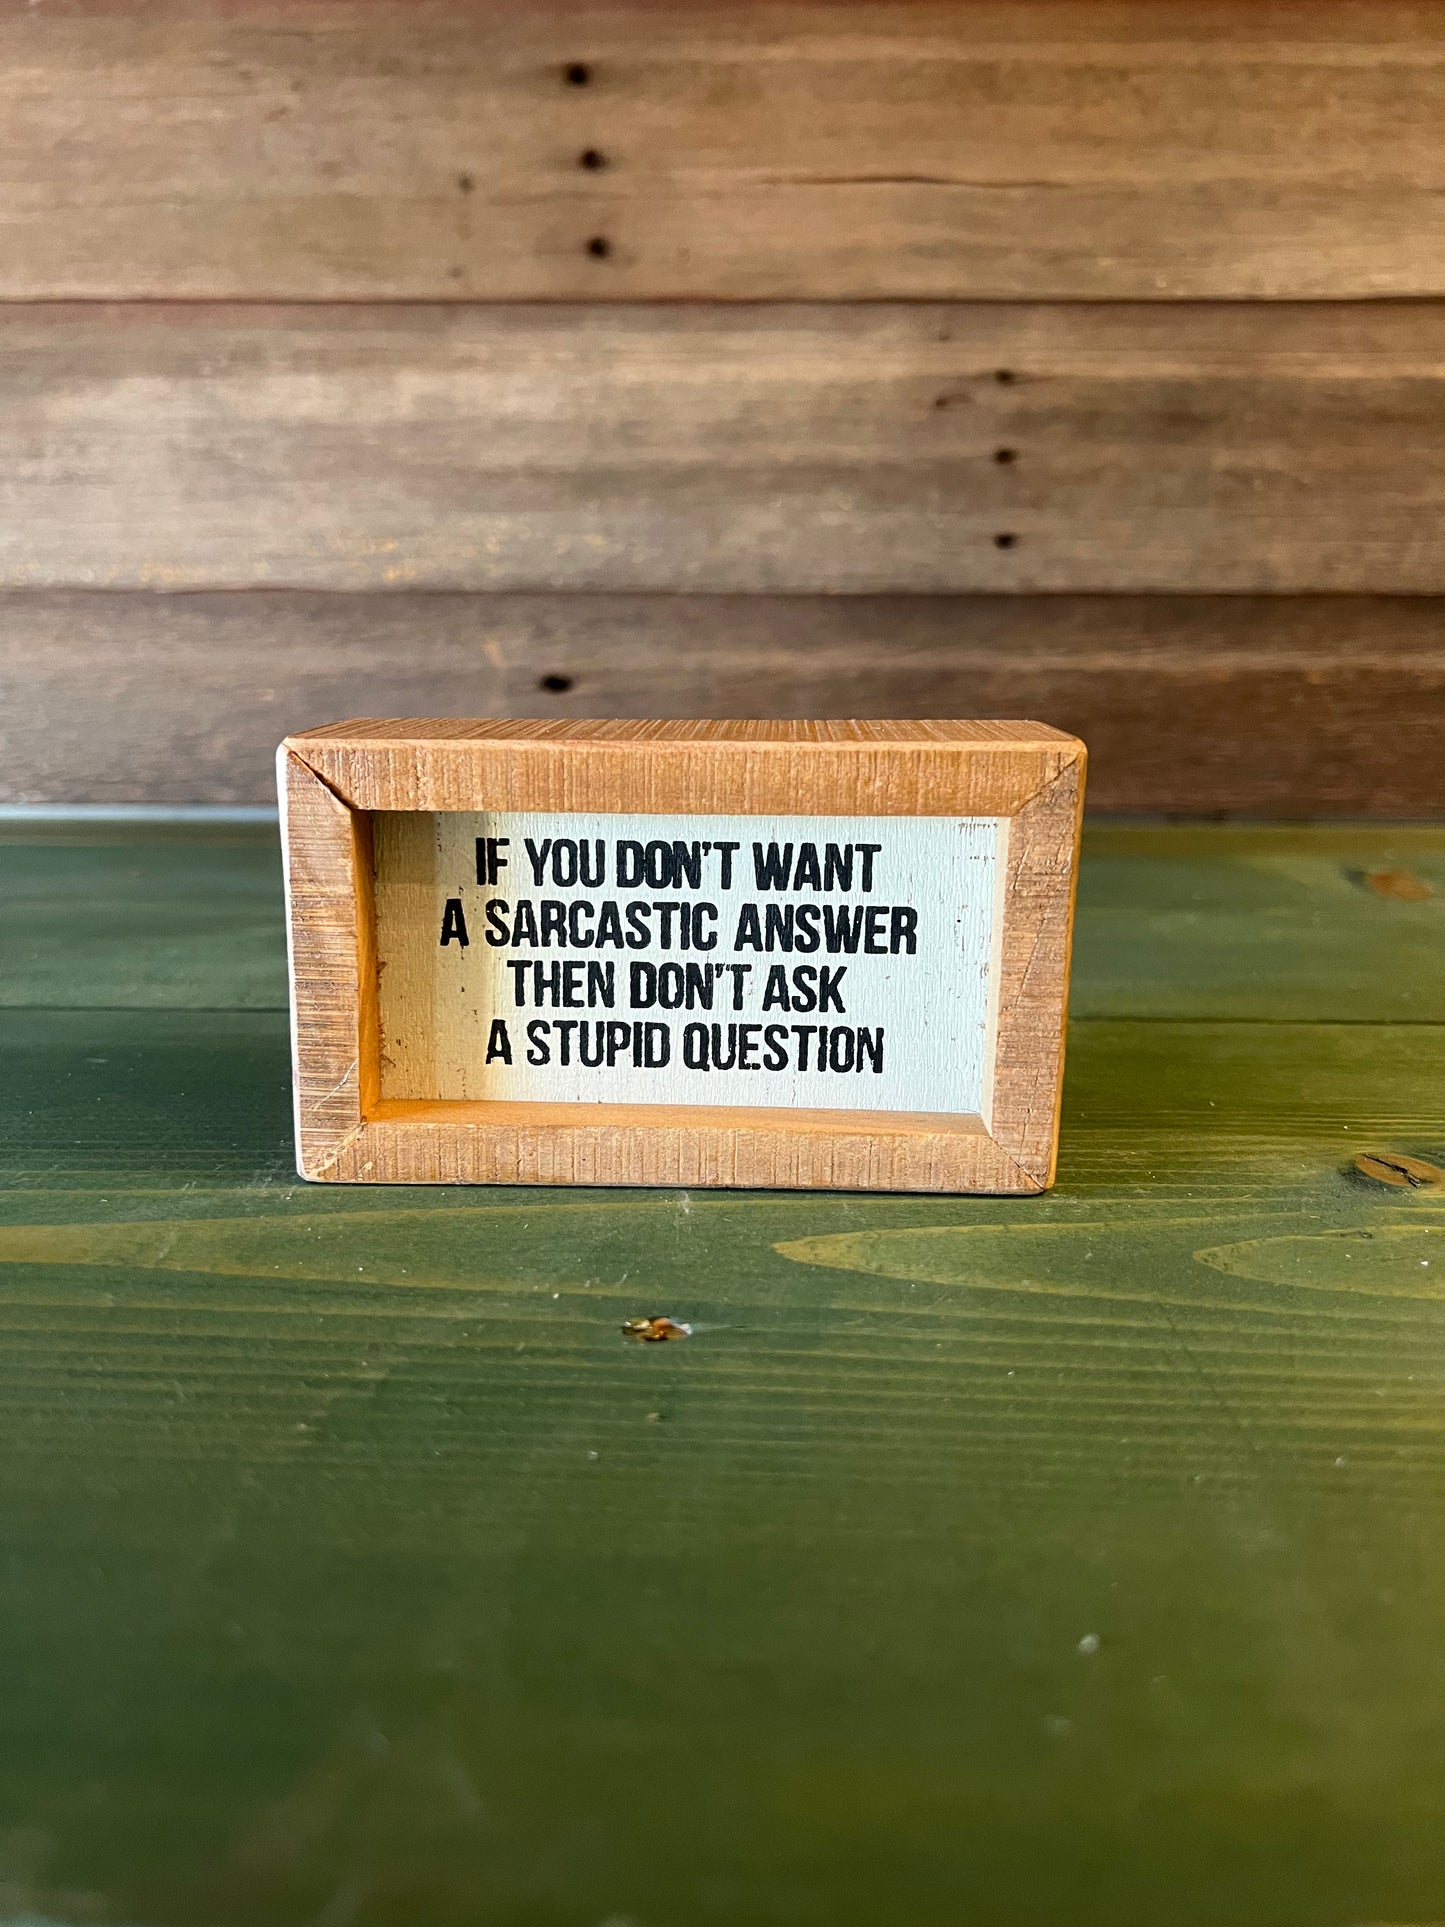 IF YOU DON'T WANT
A SARCASTIC ANSWER
THEN DON'T ASK
A STUPID QUESTION